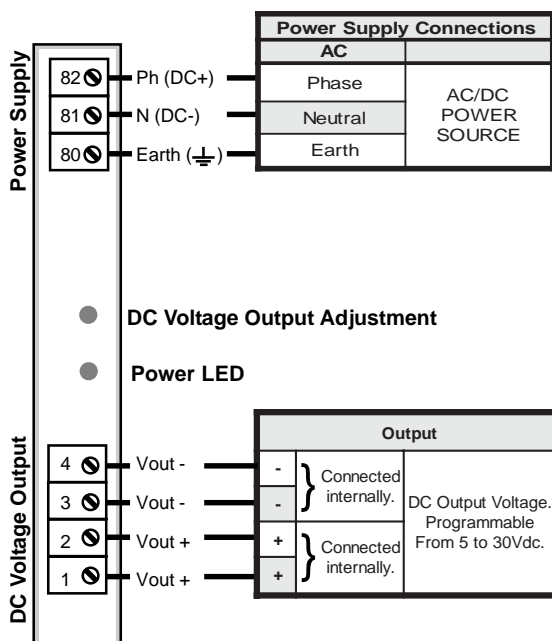 Power Supply Connections
AC
Power Supply
82 Ph (DC+) Phase
81 N (DC-) Neutral
80 Earth (⏚) Earth
AC/DC
POWER
SOURCE
DC Voltage Output Adjustment
Power LED
Output
DC Voltage Output
4 Vout - -
3 Vout - -
} Connected
internally.
2 Vout + +
1 Vout + +
} Connected
internally.
DC Output Voltage.
Programmable
From 5 to 30Vdc.